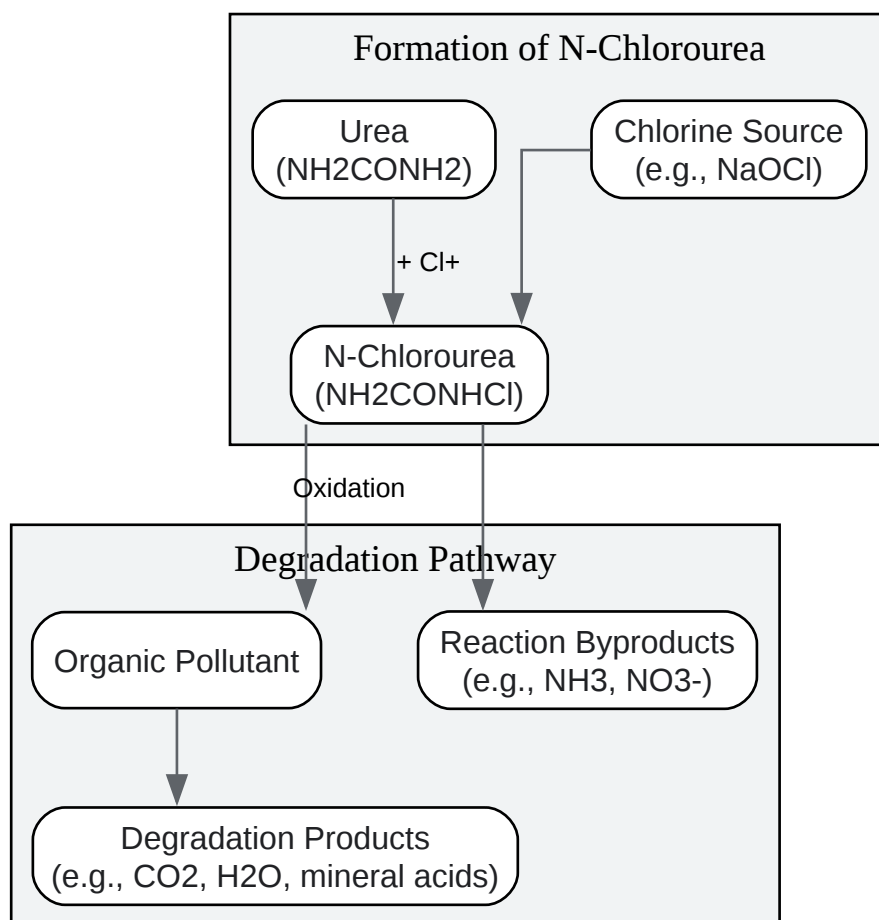 Formation of N-Chlorourea
Urea
(NH2CONH2)
Chlorine Source
(e.g., NaOCl)
+ Cl+
N-Chlorourea
(NH2CONHCl)
Oxidation
Degradation Pathway
Organic Pollutant
Reaction Byproducts
(e.g., NH3, NO3-)
Degradation Products
(e.g., CO2, H2O, mineral acids)